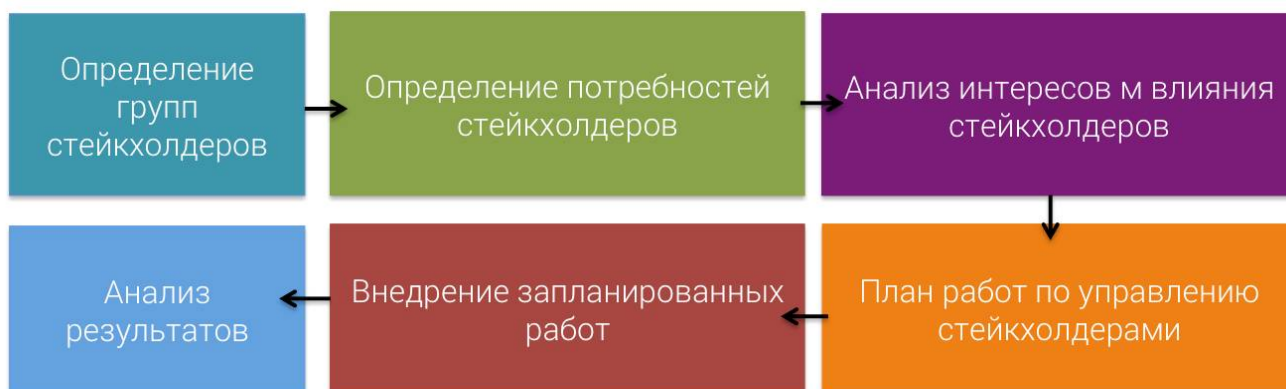 Определение
групп
стейкхолдеров
Определение потребностей
стейкхолдеров
Анализ интересов м влияния
стейкхолдеров
План работ по управлению
стейкхолдерами
Внедрение запланированных
работ
Анализ
результатов